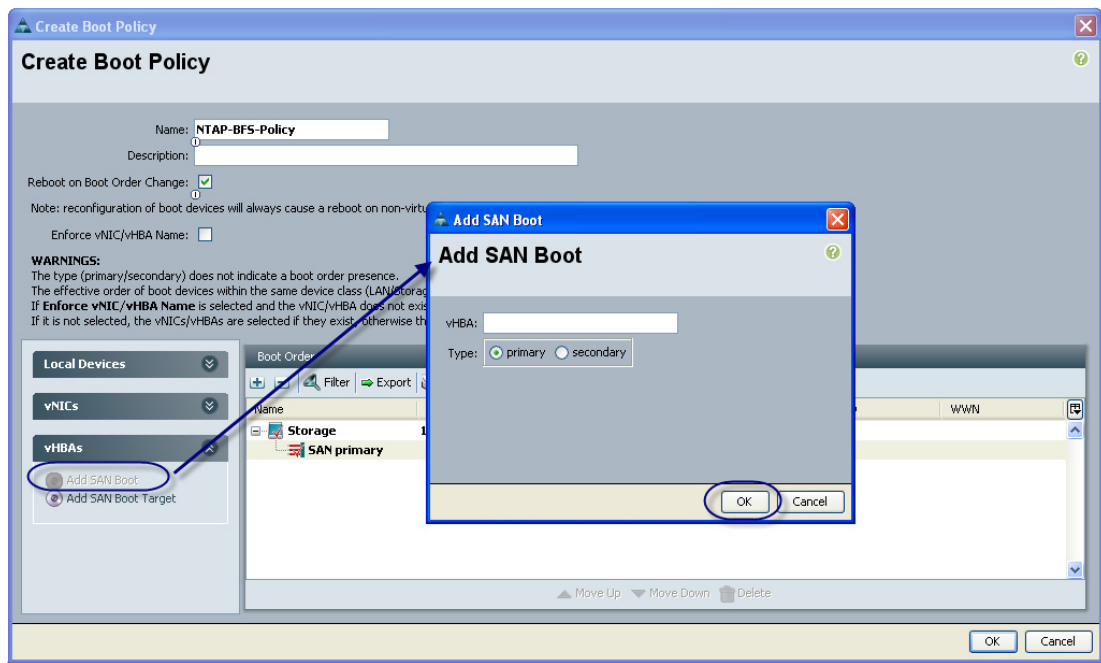 Create Boot Policy
Create Boot Policy
Name: NTAP-BFS-Policy
Description:
Reboot on Boot Order Change:
Note: reconfiguration of boot devices will always cause a reboot on non-virtu
Enforce vNIC/vHBA Name:
WARNINGS:
The type (primary/secondary) does not indicate a boot order presence.
The effective order of boot devices within the same device class (LAN/Storag
If Enforce vNIC/vHBA Name is selected and the vNIC/vHBA does not exis
If it is not selected, the vNICs/vHBAs are selected if they exist, otherwise th
Local Devices
vNICs
vHBAs
Add SAN Boot
Add SAN Boot Target
Boot Order
Filter
Export
Name
WWN
Storage 1
SAN primary
Move Up
Move Down
Delete
Add SAN Boot
Add SAN Boot
vHBA:
Type: primary secondary
OK
Cancel
OK
Cancel